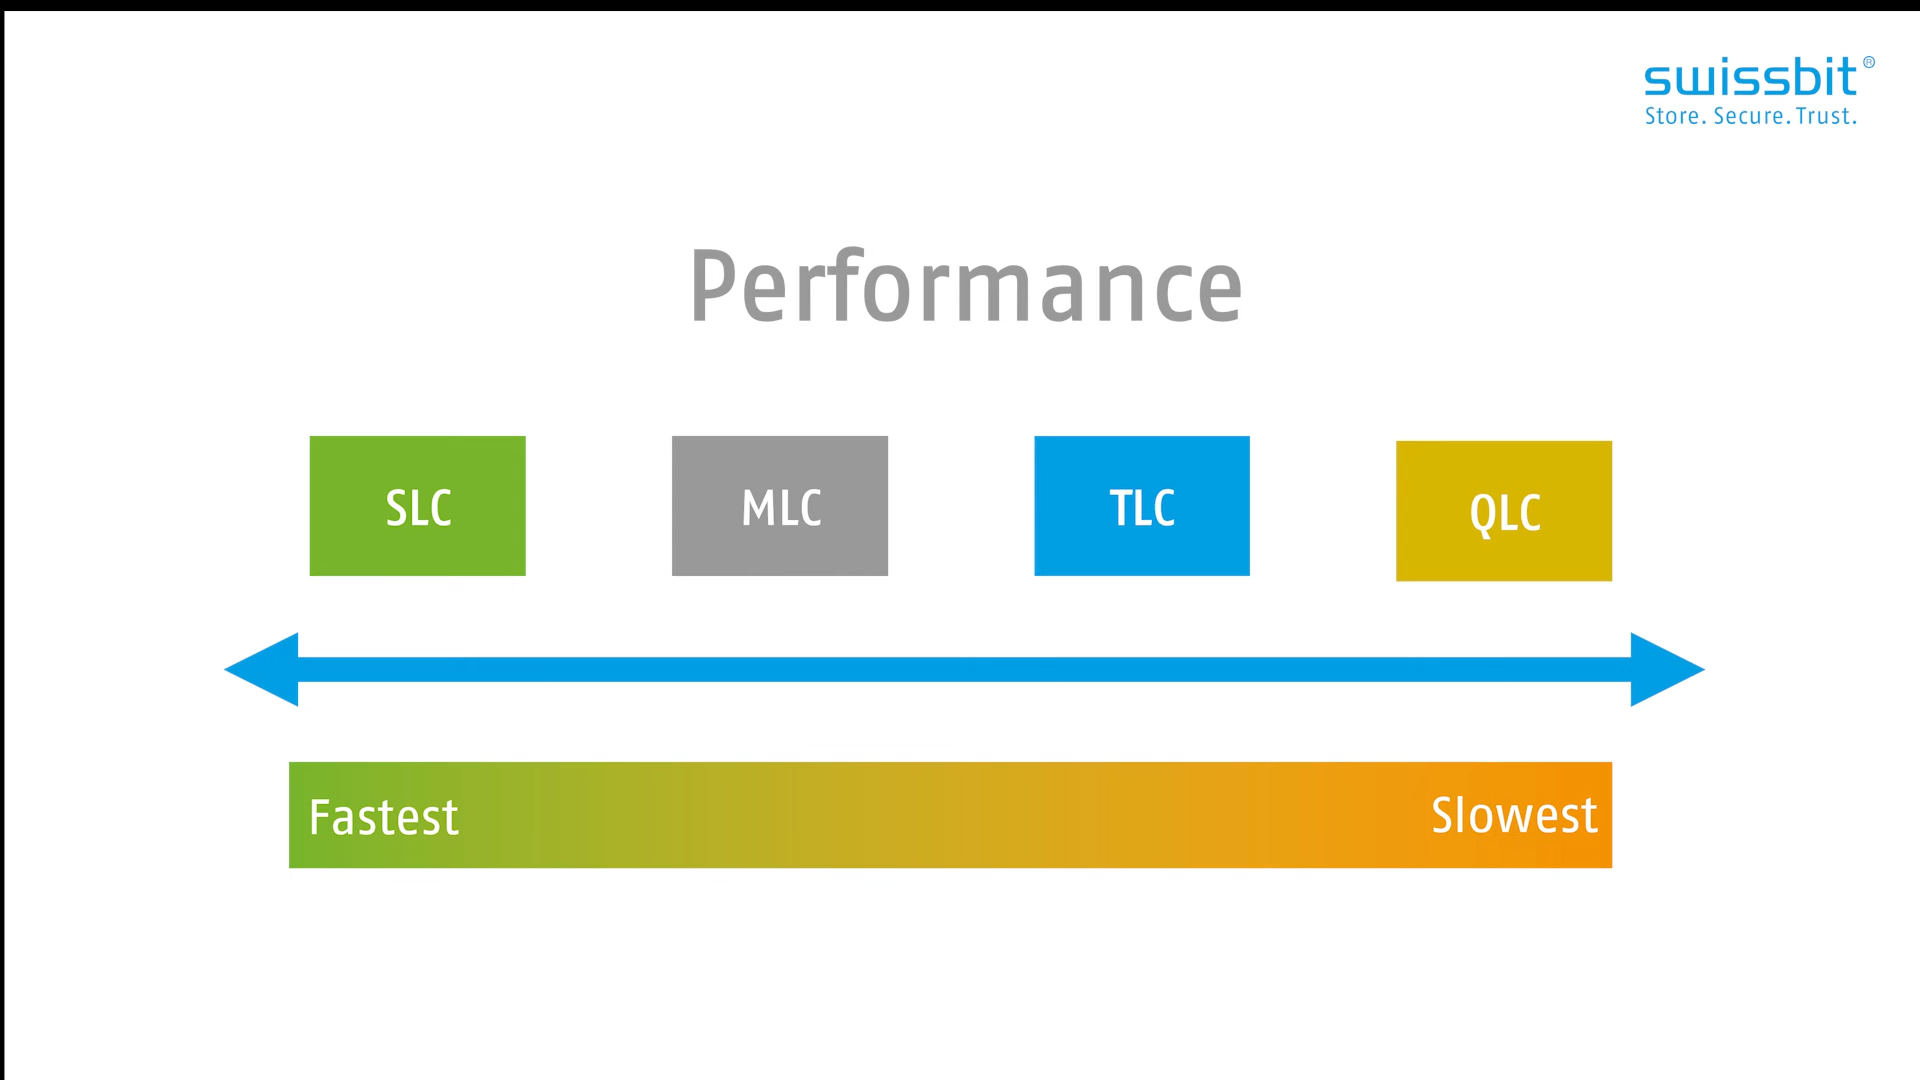 swissbit®
Store. Secure. Trust.
Performance
SLC
MLC
TLC
QLC
Fastest
Slowest